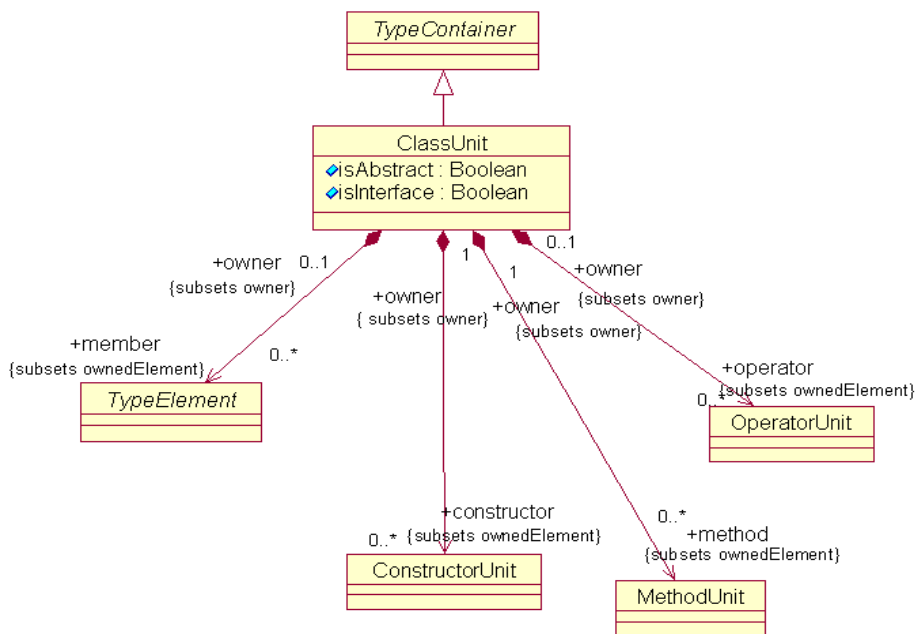 TypeContainer
ClassUnit
isAbstract : Boolean
isInterface : Boolean
+owner 0..1
{subsets owner}
1
+owner
{ subsets owner}
1
+owner
{subsets owner}
0..1
+owner
{subsets owner}
+member
{subsets ownedElement}
0..*
TypeElement
+operator
{subsets ownedElement}
0..*
OperatorUnit
+constructor
{subsets ownedElement}
0..*
ConstructorUnit
0..*
+method
{subsets ownedElement}
MethodUnit